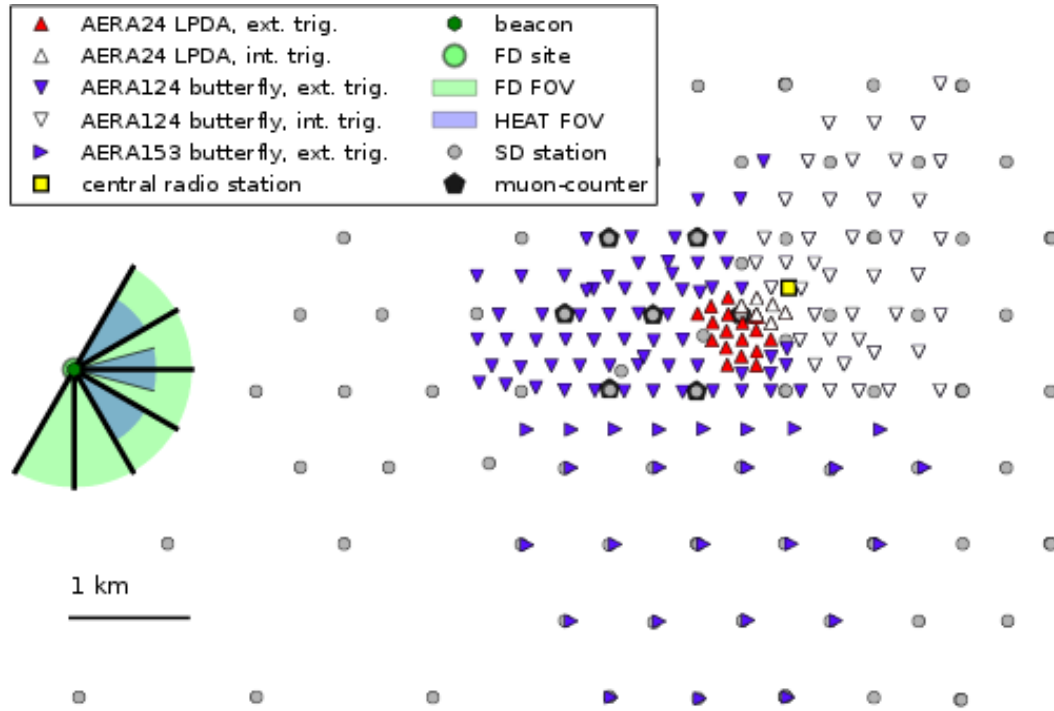 AERA24 LPDA, ext. trig.
AERA24 LPDA, int. trig.
AERA124 butterfly, ext. trig.
AERA124 butterfly, int. trig.
AERA153 butterfly, ext. trig.
central radio station
beacon
FD site
FD FOV
HEAT FOV
SD station
muon-counter
1 km